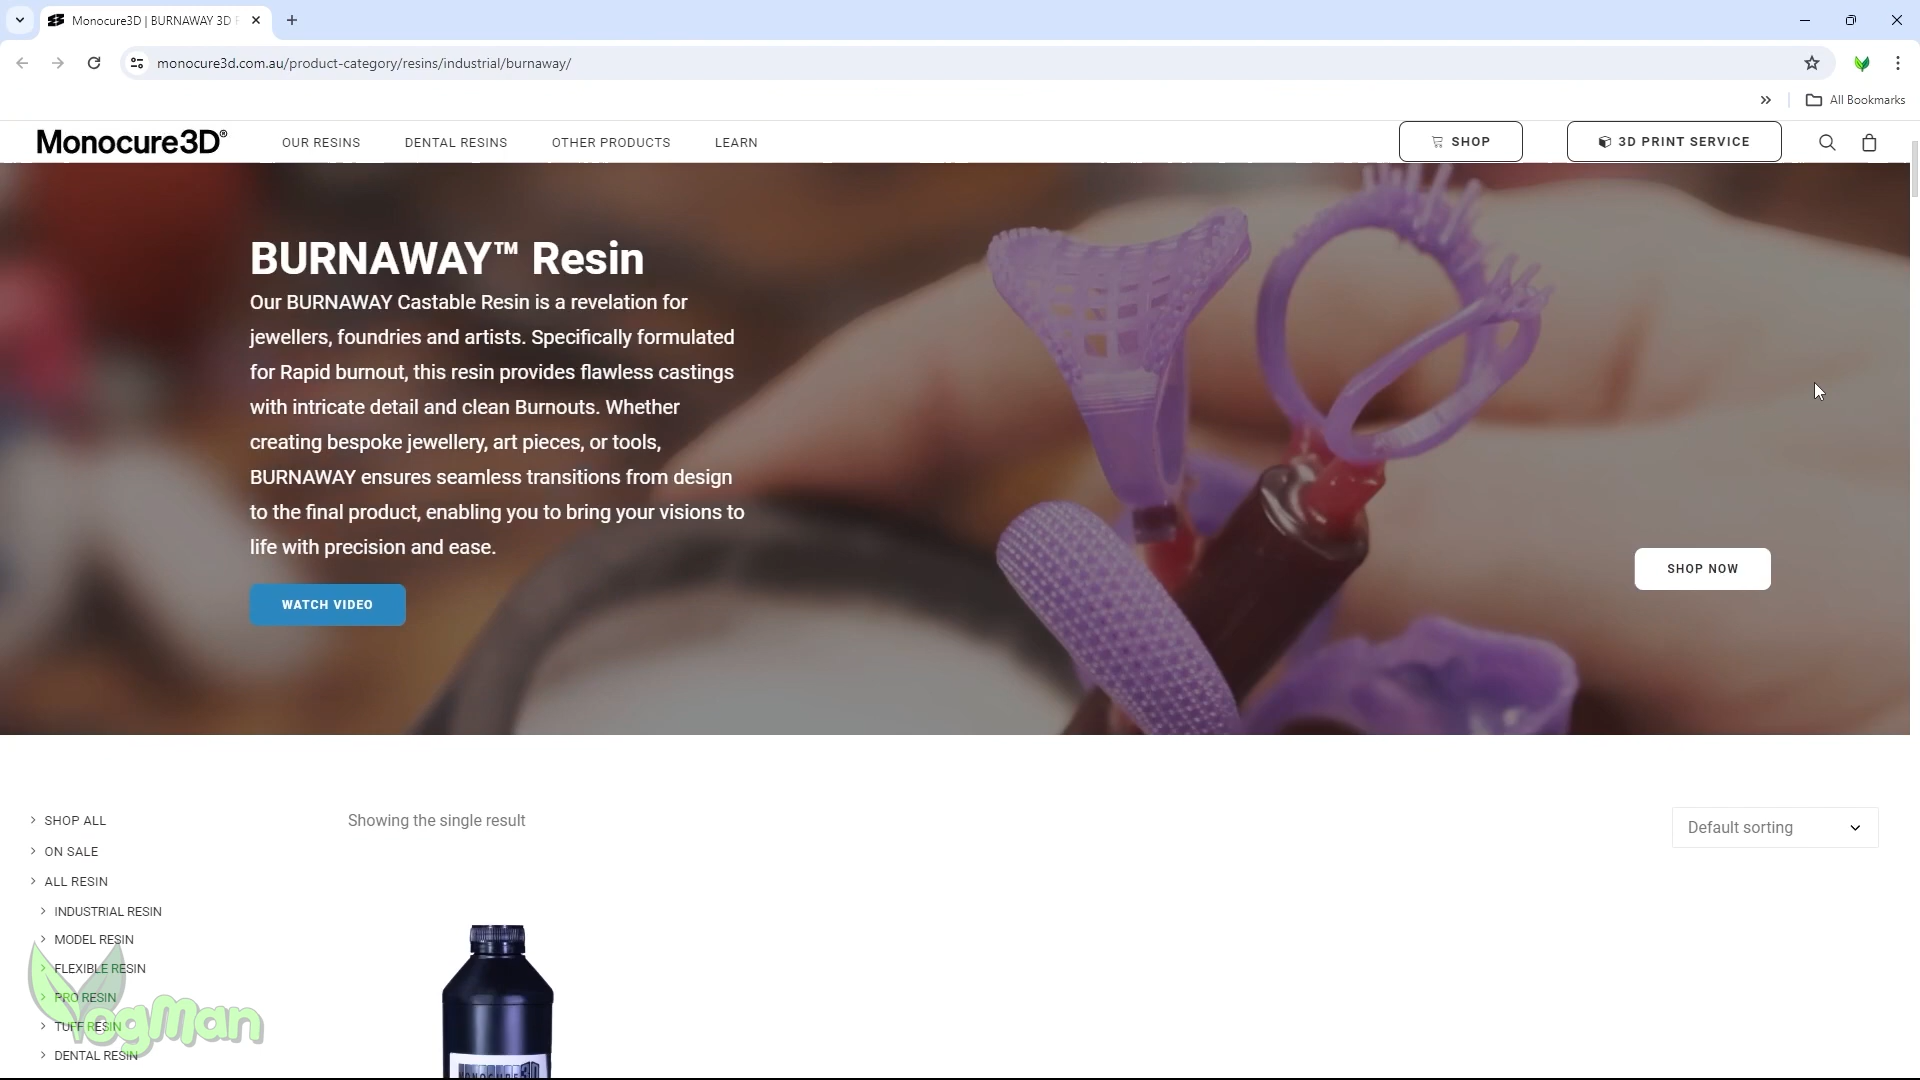 Monocure3D | BURNAWAY 3D
monocure3d.com.au/product-category/resins/industrial/burnaway/
All Bookmarks
Monocure3D®
OUR RESINS
DENTAL RESINS
OTHER PRODUCTS
LEARN
SHOP
3D PRINT SERVICE
BURNAWAY™ Resin
Our BURNAWAY Castable Resin is a revelation for
jewellers, foundries and artists. Specifically formulated
for Rapid burnout, this resin provides flawless castings
with intricate detail and clean Burnouts. Whether
creating bespoke jewellery, art pieces, or tools,
BURNAWAY ensures seamless transitions from design
to the final product, enabling you to bring your visions to
life with precision and ease.
WATCH VIDEO
SHOP NOW
SHOP ALL
Showing the single result
Default sorting
ON SALE
ALL RESIN
INDUSTRIAL RESIN
MODEL RESIN
FLEXIBLE RESIN
PRO RESIN
TUFF RESIN
DENTAL RESIN
VogMan
MONOCURE3D